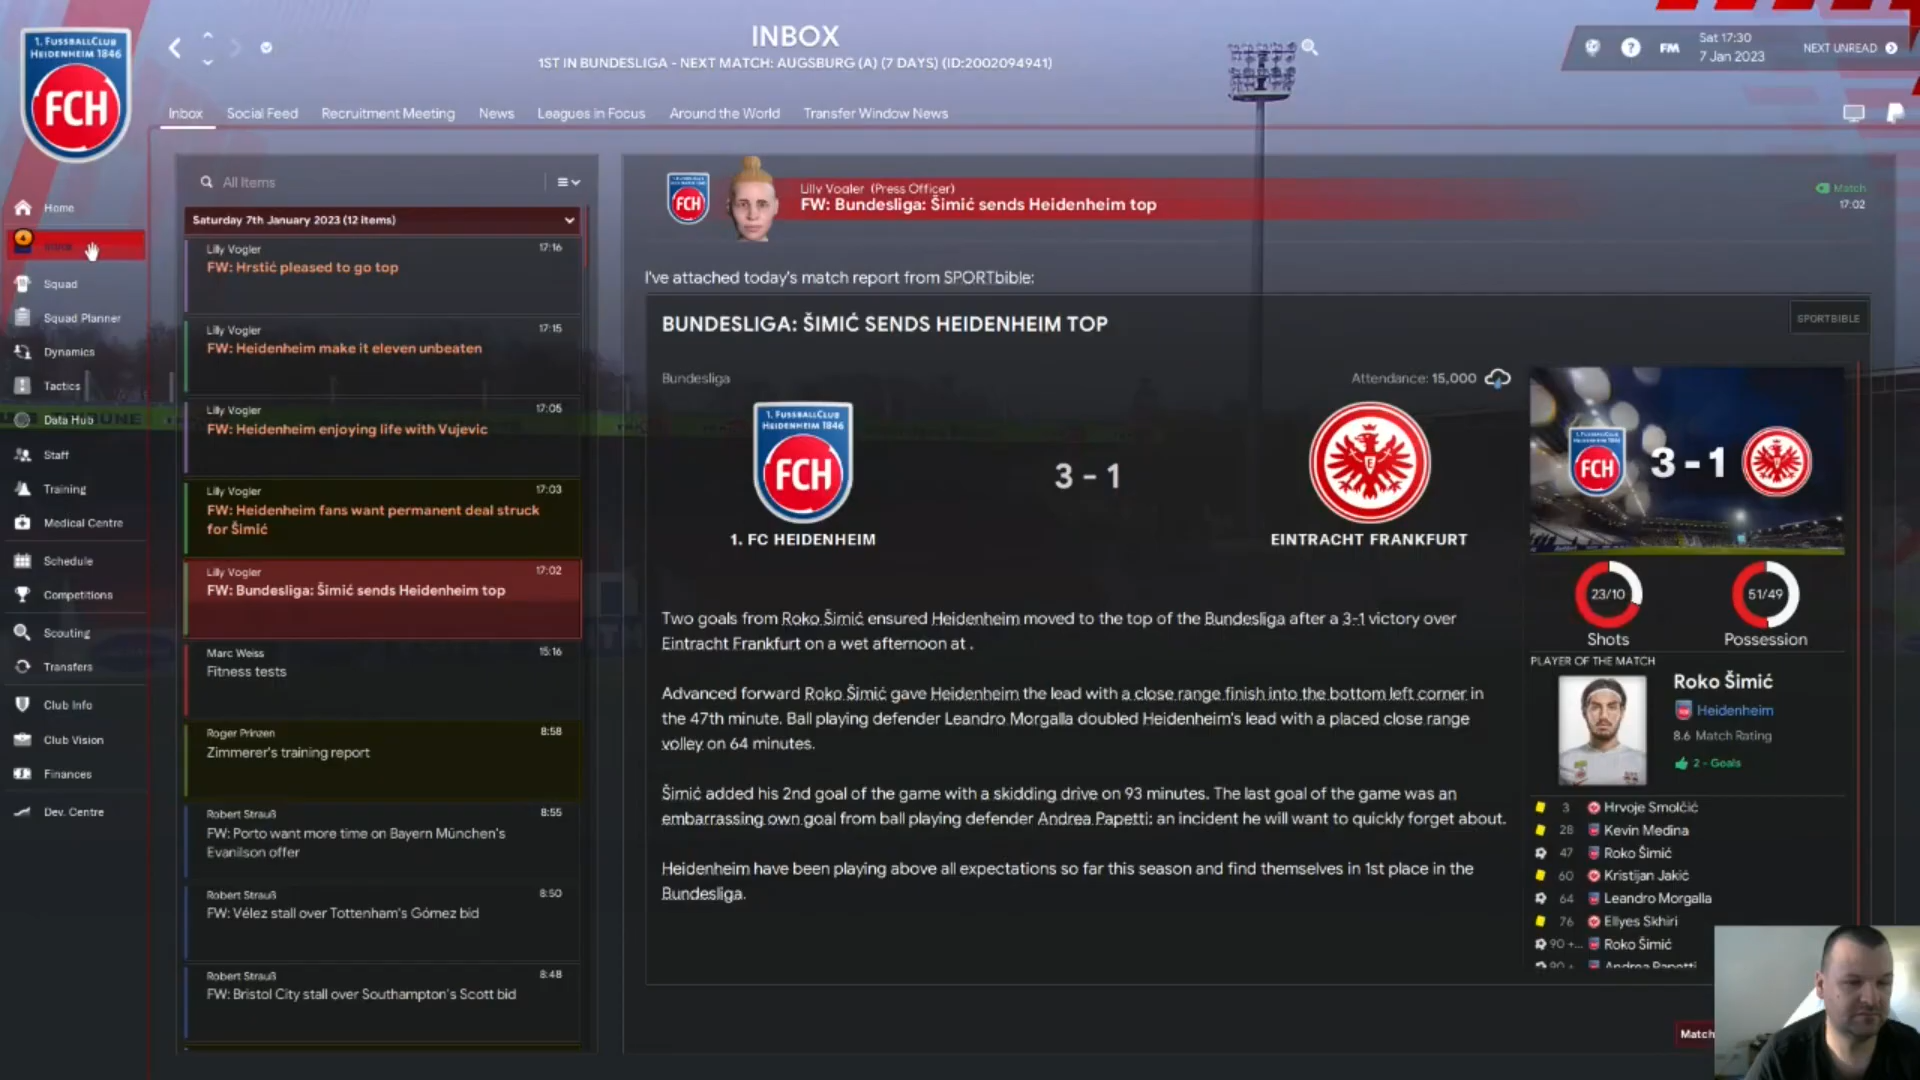 1. FUSSBALLCLUB
HEIDENHEIM 1846
FCH
INBOX
1ST IN BUNDESLIGA - NEXT MATCH: AUGSBURG (A) (7 DAYS) (ID:2002094941)
FM
Sat 17:30
7 Jan 2023
NEXT UNREAD
Inbox
Social Feed
Recruitment Meeting
News
Leagues in Focus
Around the World
Transfer Window News
Home
4
Squad
Squad Planner
Dynamics
Tactics
Data Hub
Staff
Training
Medical Centre
Schedule
Competitions
Scouting
Transfers
Club Info
Club Vision
Finances
Dev. Centre
All Items
Saturday 7th January 2023 (12 items)
Lilly Vogler 17:16
FW: Hrstić pleased to go top
Lilly Vogler 17:15
FW: Heidenheim make it eleven unbeaten
Lilly Vogler 17:05
FW: Heidenheim enjoying life with Vujevic
Lilly Vogler 17:03
FW: Heidenheim fans want permanent deal struck
for Šimić
Lilly Vogler 17:02
FW: Bundesliga: Šimić sends Heidenheim top
Marc Weiss 15:16
Fitness tests
Roger Prinzen 8:58
Zimmerer's training report
Robert Strauß 8:55
FW: Porto want more time on Bayern München's
Evanilson offer
Robert Strauß 8:50
FW: Vélez stall over Tottenham's Gómez bid
Robert Strauß 8:48
FW: Bristol City stall over Southampton's Scott bid
FCH
Lilly Vogler (Press Officer)
FW: Bundesliga: Šimić sends Heidenheim top
Match
17:02
I've attached today's match report from SPORTbible:
BUNDESLIGA: ŠIMIĆ SENDS HEIDENHEIM TOP
SPORTBIBLE
Bundesliga
Attendance: 15,000
1. FUSSBALLCLUB
HEIDENHEIM 1846
FCH
3 - 1
1. FC HEIDENHEIM
EINTRACHT FRANKFURT
Two goals from Roko Šimić ensured Heidenheim moved to the top of the Bundesliga after a 3-1 victory over
Eintracht Frankfurt on a wet afternoon at .
Advanced forward Roko Šimić gave Heidenheim the lead with a close range finish into the bottom left corner in
the 47th minute. Ball playing defender Leandro Morgalla doubled Heidenheim's lead with a placed close range
volley on 64 minutes.
Šimić added his 2nd goal of the game with a skidding drive on 93 minutes. The last goal of the game was an
embarrassing own goal from ball playing defender Andrea Papetti; an incident he will want to quickly forget about.
Heidenheim have been playing above all expectations so far this season and find themselves in 1st place in the
Bundesliga.
FCH
3 - 1
23/10
Shots
51/49
Possession
PLAYER OF THE MATCH
Roko Šimić
Heidenheim
8.6 Match Rating
2 - Goals
3 Hrvoje Smolčić
28 Kevin Medina
47 Roko Šimić
60 Kristijan Jakić
64 Leandro Morgalla
76 Ellyes Skhiri
90 +... Roko Šimić
90 + Andrea Papetti
Match